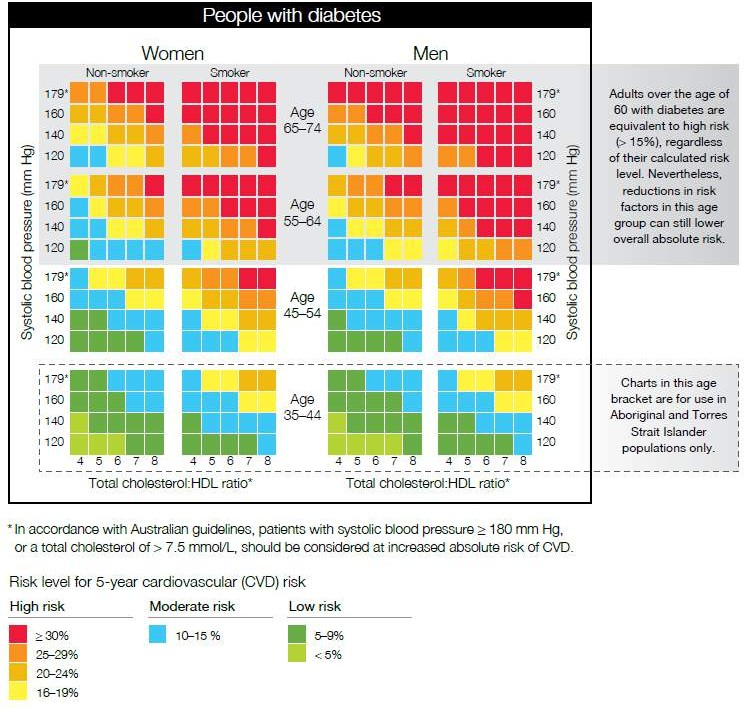 People with diabetes
Women Men
Non-smoker Smoker Non-smoker Smoker
Systolic blood pressure (mm Hg)
179*
160
140
120
Age
65–74
179*
160
140
120
179*
160
140
120
Age
55–64
179*
160
140
120
179*
160
140
120
Age
45–54
179*
160
140
120
179*
160
140
120
Age
35–44
179*
160
140
120
Systolic blood pressure (mm Hg)
4 5 6 7 8 4 5 6 7 8 4 5 6 7 8 4 5 6 7 8
Total cholesterol:HDL ratio* Total cholesterol:HDL ratio*
Adults over the age of
60 with diabetes are
equivalent to high risk
(> 15%), regardless
of their calculated risk
level. Nevertheless,
reductions in risk
factors in this age
group can still lower
overall absolute risk.
Charts in this age
bracket are for use in
Aboriginal and Torres
Strait Islander
populations only.
* In accordance with Australian guidelines, patients with systolic blood pressure ≥ 180 mm Hg,
or a total cholesterol of > 7.5 mmol/L, should be considered at increased absolute risk of CVD.
Risk level for 5-year cardiovascular (CVD) risk
High risk
≥ 30%
25–29%
20–24%
16–19%
Moderate risk
10–15 %
Low risk
5–9%
< 5%